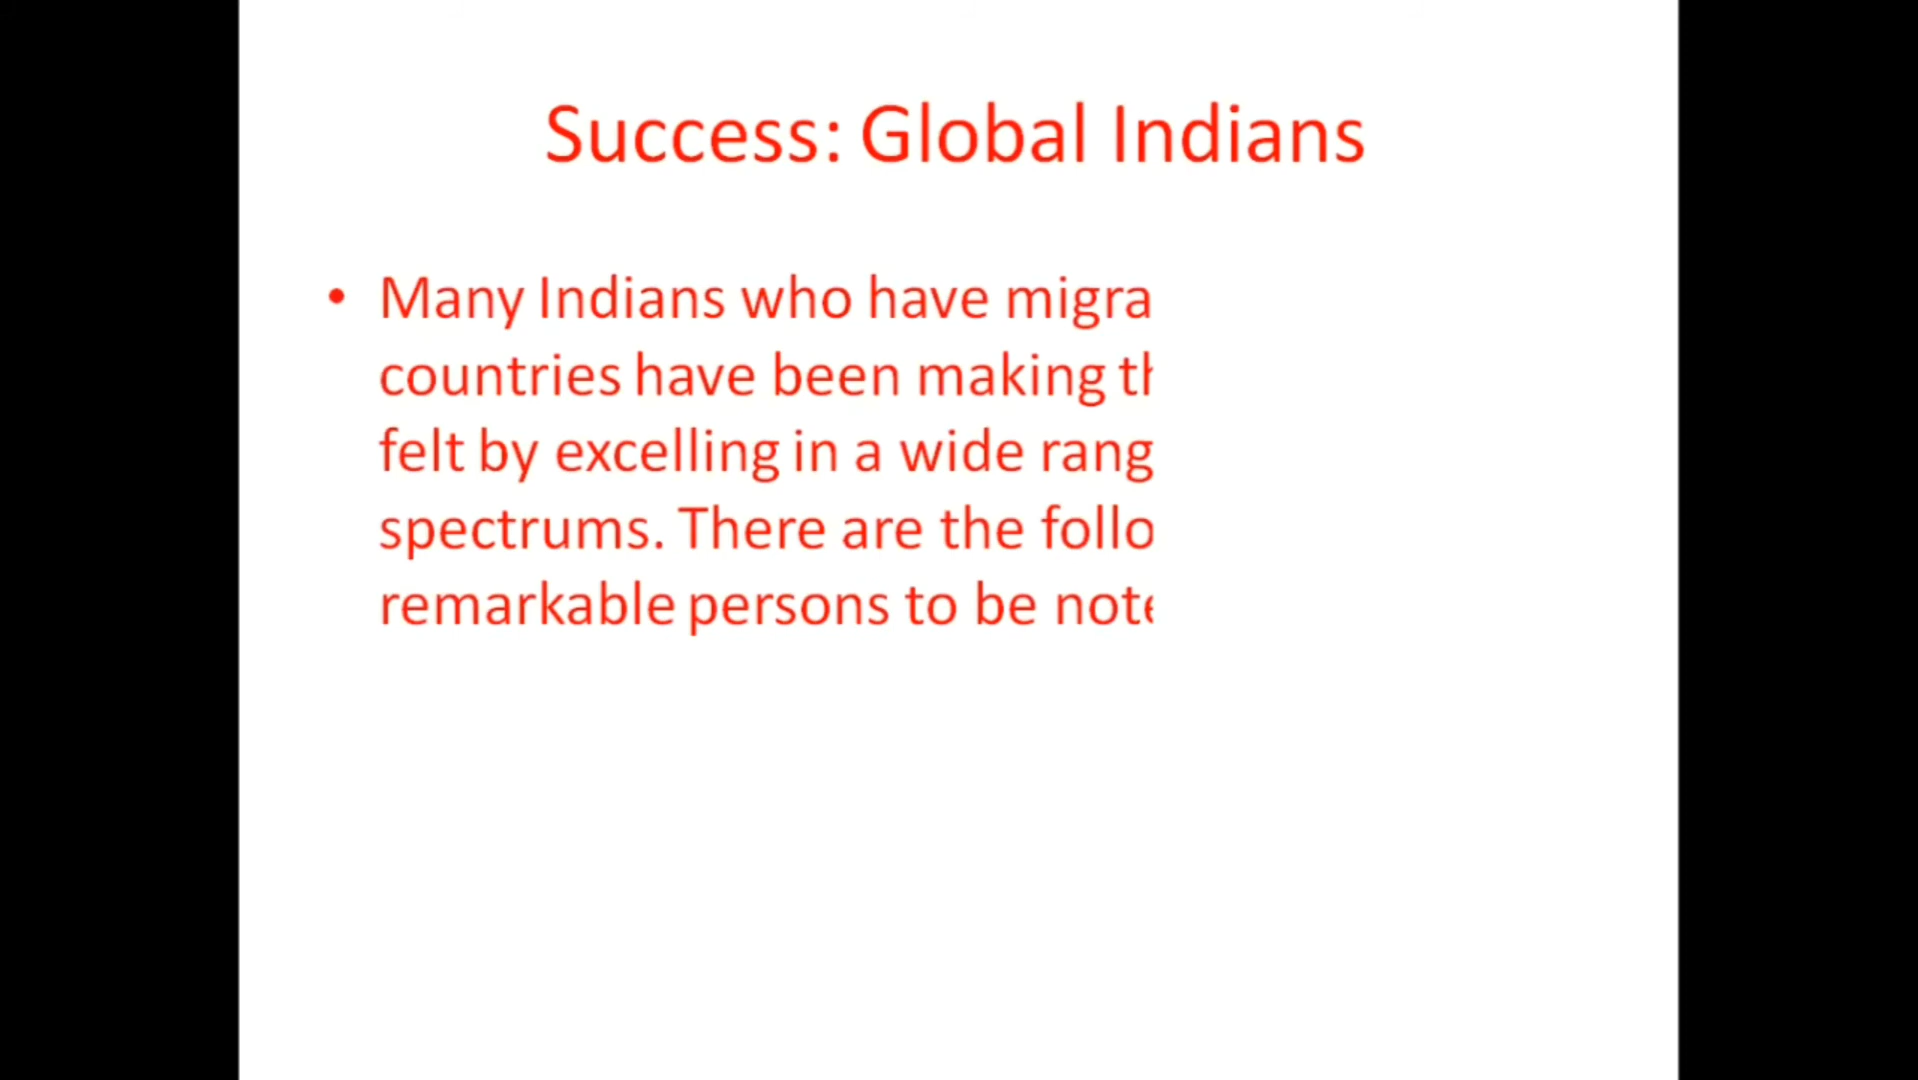 Success: Global Indians
• Many Indians who have migra
countries have been making th
felt by excelling in a wide rang
spectrums. There are the follo
remarkable persons to be note